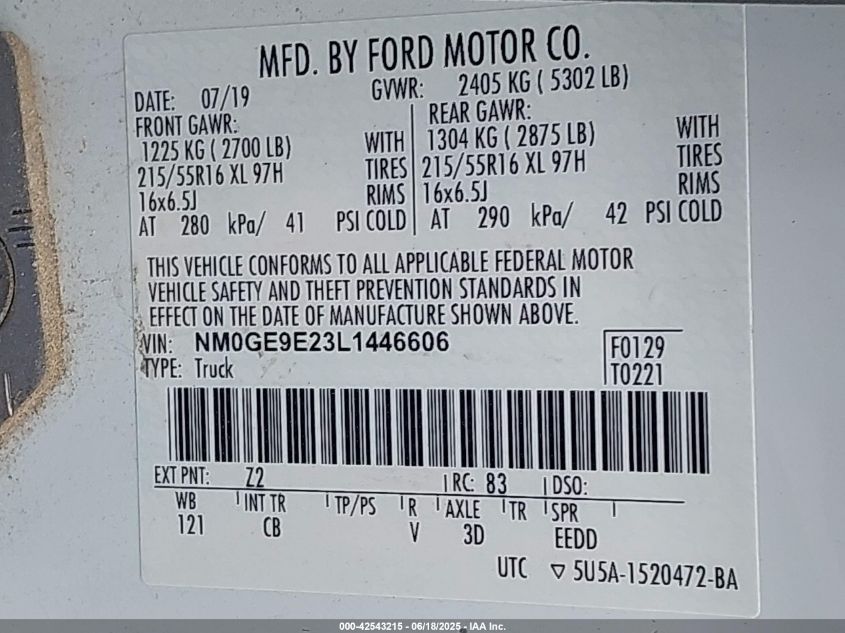 MFD. BY FORD MOTOR CO.
DATE: 07/19 GVWR: 2405 KG ( 5302 LB)
FRONT GAWR: REAR GAWR:
1225 KG ( 2700 LB) WITH 1304 KG ( 2875 LB) WITH
215/55R16 XL 97H TIRES 215/55R16 XL 97H TIRES
16x6.5J RIMS 16x6.5J RIMS
AT 280 kPa/ 41 PSI COLD AT 290 kPa/ 42 PSI COLD
THIS VEHICLE CONFORMS TO ALL APPLICABLE FEDERAL MOTOR
VEHICLE SAFETY AND THEFT PREVENTION STANDARDS IN
EFFECT ON THE DATE OF MANUFACTURE SHOWN ABOVE.
VIN: NM0GE9E23L1446606 F0129
TYPE: Truck T0221
EXT PNT: Z2 RC: 83 DSO:
WB INT TR TP/PS R AXLE TR SPR
121 CB V 3D EEDD
UTC ▽ 5U5A-1520472-BA
000-42543215 - 06/18/2025 - IAA Inc.